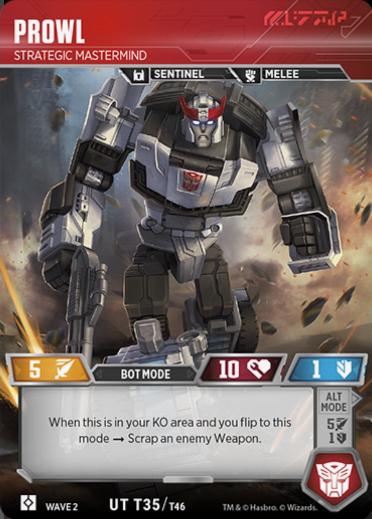 PROWL
STRATEGIC MASTERMIND
SENTINEL MELEE
5 BOT MODE 10 1
When this is in your KO area and you flip to this
mode → Scrap an enemy Weapon.
ALT
MODE
5
1
WAVE 2 UT T35/T46 TM & © Hasbro. © Wizards.